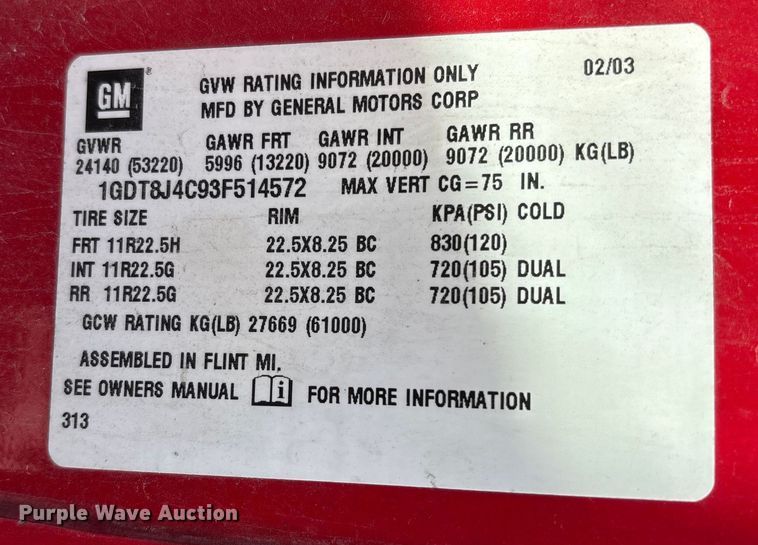 GM® GVW RATING INFORMATION ONLY 02/03
MFD BY GENERAL MOTORS CORP
GVWR GAWR FRT GAWR INT GAWR RR
24140 (53220) 5996 (13220) 9072 (20000) 9072 (20000) KG(LB)
1GDT8J4C93F514572 MAX VERT CG=75 IN.
TIRE SIZE RIM KPA(PSI) COLD
FRT 11R22.5H 22.5X8.25 BC 830(120)
INT 11R22.5G 22.5X8.25 BC 720(105) DUAL
RR 11R22.5G 22.5X8.25 BC 720(105) DUAL
GCW RATING KG(LB) 27669 (61000)
ASSEMBLED IN FLINT MI.
SEE OWNERS MANUAL i FOR MORE INFORMATION
313
Purple Wave Auction